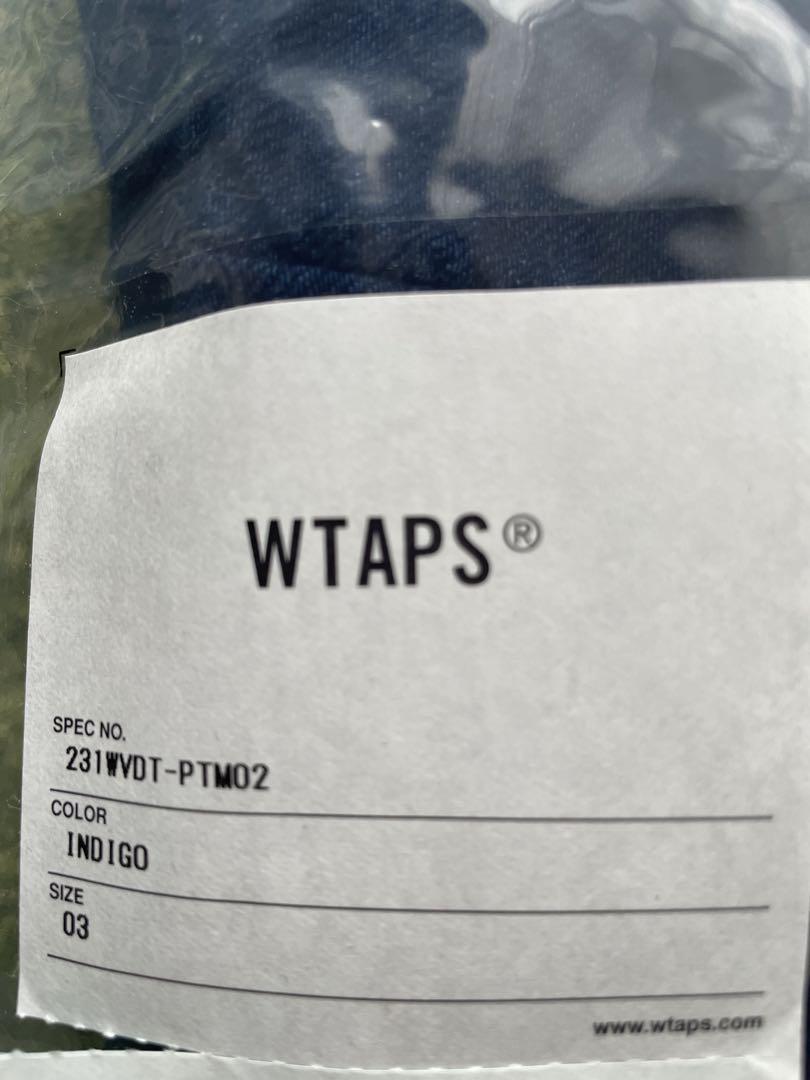 WTAPS®
SPEC NO.
231WVDT-PTM02
COLOR
INDIGO
SIZE
03
www.wtaps.com